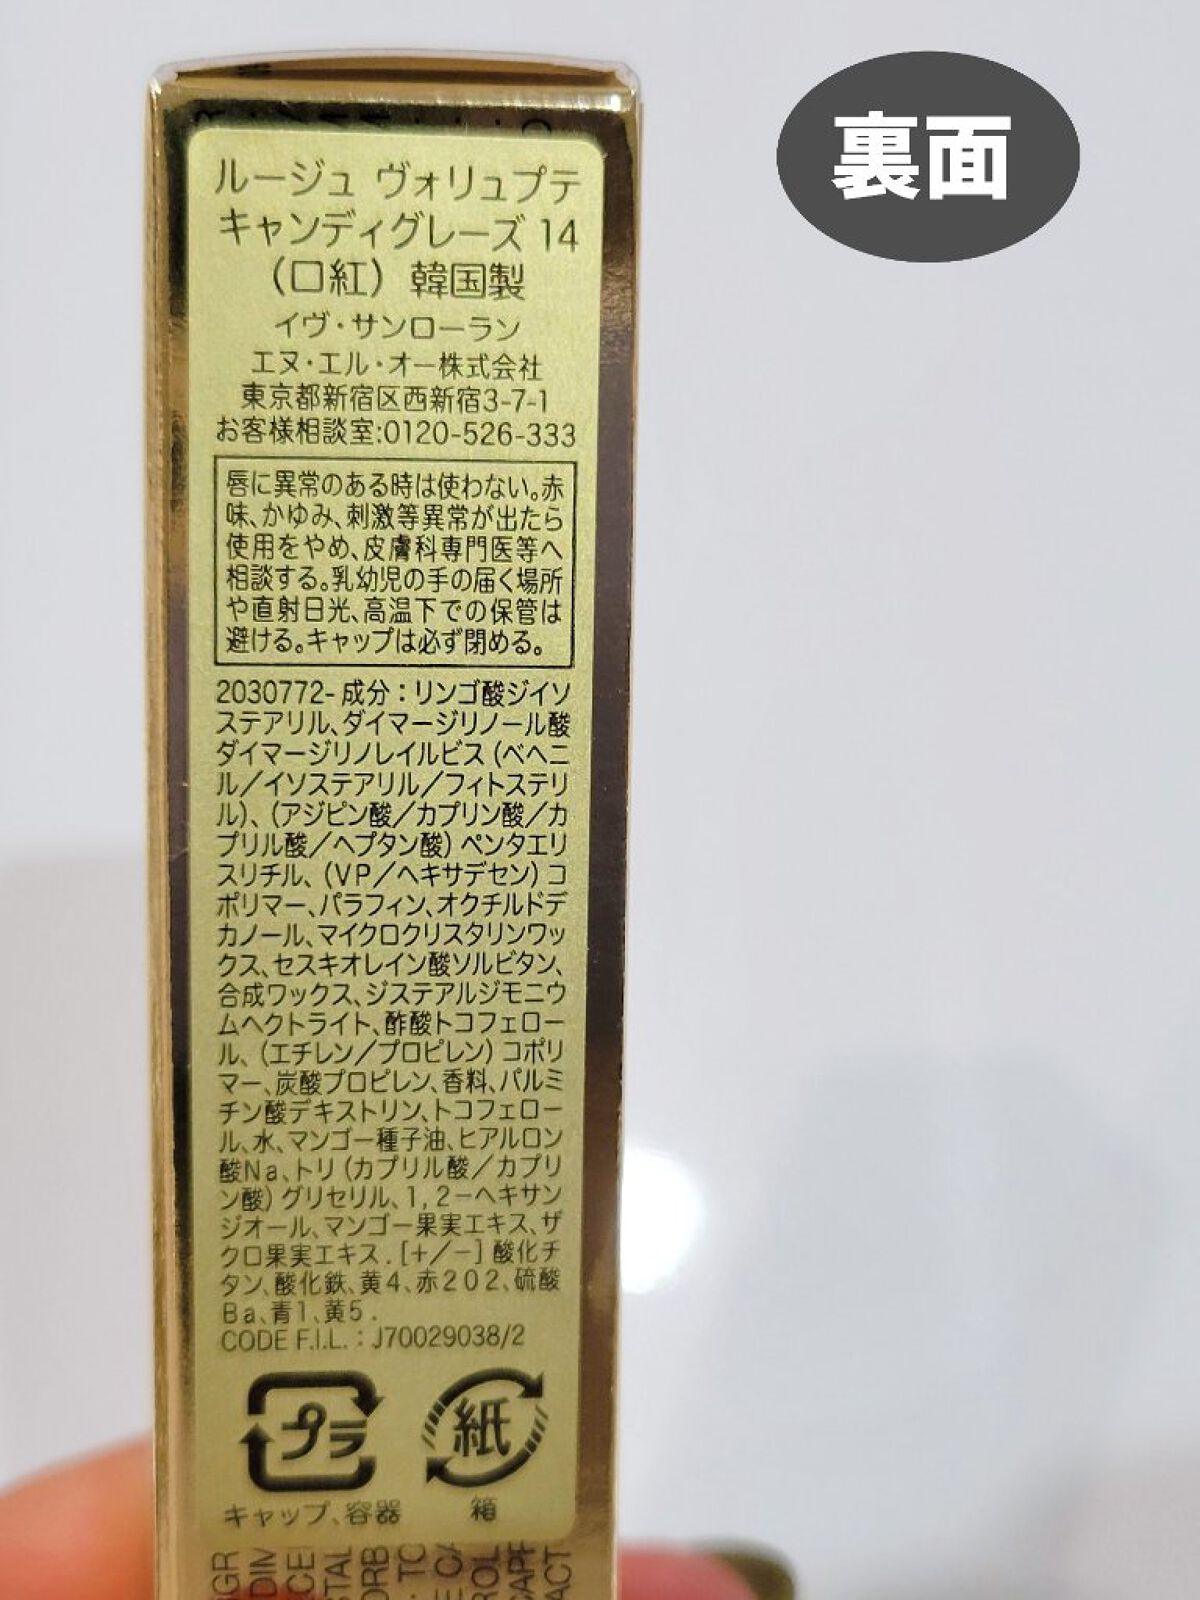 裏面
ルージュ ヴォリュプテ
キャンディグレーズ 14
(口紅) 韓国製
イヴ・サンローラン
エヌ・エル・オー株式会社
東京都新宿区西新宿3-7-1
お客様相談室:0120-526-333
唇に異常のある時は使わない。赤
味、かゆみ、刺激等異常が出たら
使用をやめ、皮膚科専門医等へ
相談する。乳幼児の手の届く場所
や直射日光、高温下での保管は
避ける。キャップは必ず閉める。
2030772- 成分：リンゴ酸ジイソ
ステアリル、ダイマージリノール酸
ダイマージリノレイルビス (ベヘニ
ル／イソステアリル／フィトステリ
ル)、(アジピン酸／カプリン酸／カ
プリル酸／ヘプタン酸) ペンタエリ
スリチル、(VP／ヘキサデセン) コ
ポリマー、パラフィン、オクチルドデ
カノール、マイクロクリスタリンワッ
クス、セスキオレイン酸ソルビタン、
合成ワックス、ジステアルジモニウ
ムヘクトライト、酢酸トコフェロー
ル、(エチレン／プロピレン) コポリ
マー、炭酸プロピレン、香料、パルミ
チン酸デキストリン、トコフェロー
ル、水、マンゴー種子油、ヒアルロン
酸Na、トリ (カプリル酸／カプリ
ン酸) グリセリル、1, 2－ヘキサン
ジオール、マンゴー果実エキス、ザ
クロ果実エキス . [+／−] 酸化チ
タン、酸化鉄、黄4、赤202、硫酸
Ba、青1、黄5 .
CODE F.I.L. : J70029038/2
プラ
紙
キャップ、容器
箱